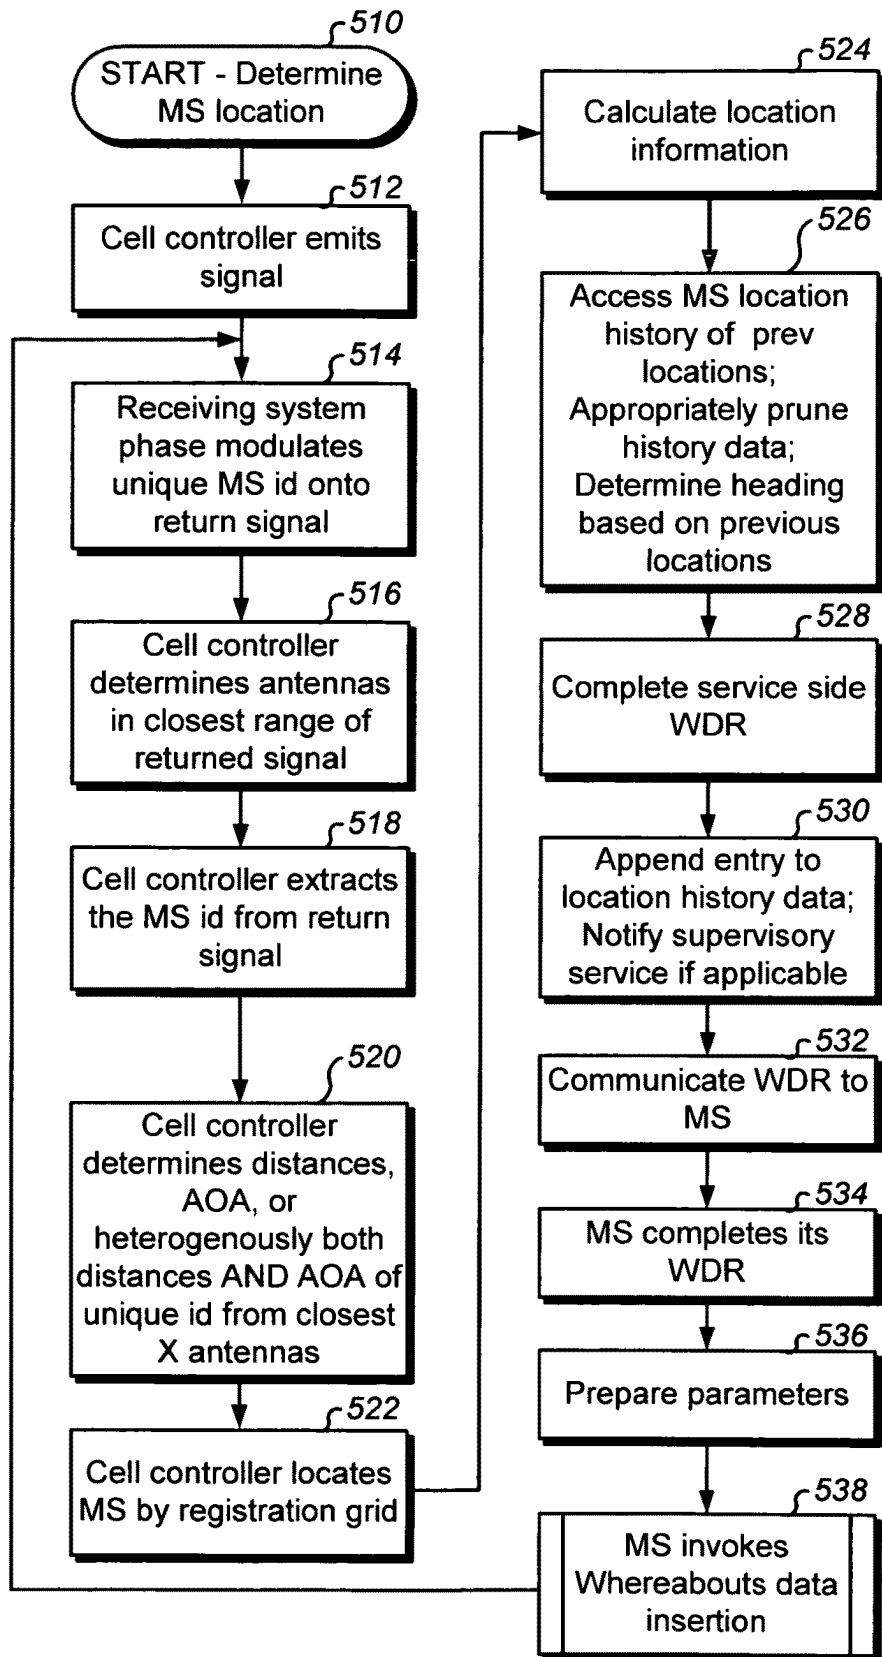 510
START - Determine
MS location
512
Cell controller emits
signal
514
Receiving system
phase modulates
unique MS id onto
return signal
516
Cell controller
determines antennas
in closest range of
returned signal
518
Cell controller extracts
the MS id from return
signal
520
Cell controller
determines distances,
AOA, or
heterogenously both
distances AND AOA of
unique id from closest
X antennas
522
Cell controller locates
MS by registration grid
524
Calculate location
information
526
Access MS location
history of prev
locations;
Appropriately prune
history data;
Determine heading
based on previous
locations
528
Complete service side
WDR
530
Append entry to
location history data;
Notify supervisory
service if applicable
532
Communicate WDR to
MS
534
MS completes its
WDR
536
Prepare parameters
538
MS invokes
Whereabouts data
insertion